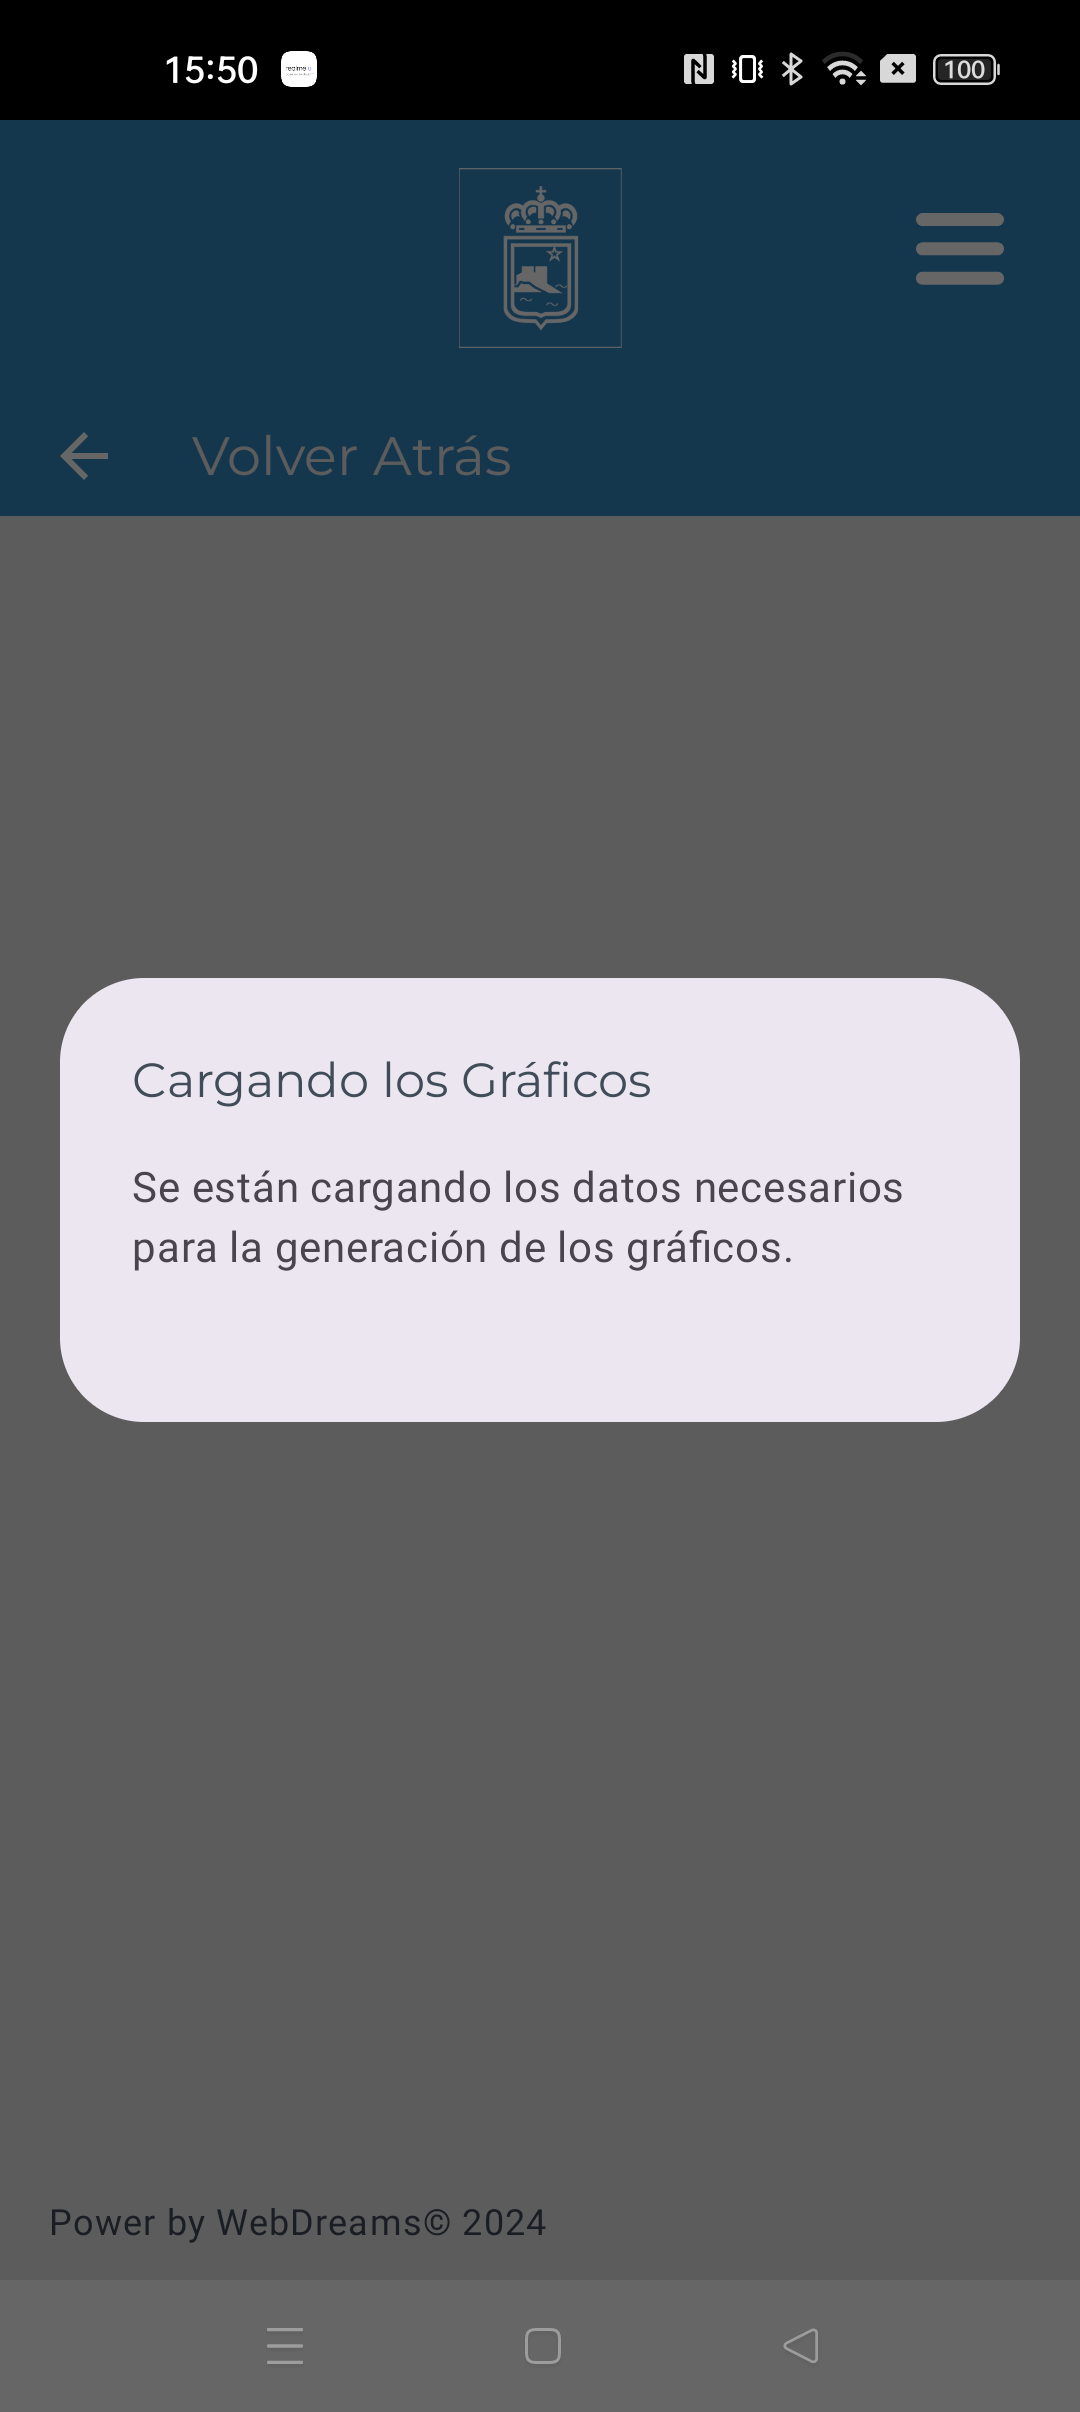 15:50
100
Volver Atrás
Cargando los Gráficos
Se están cargando los datos necesarios
para la generación de los gráficos.
Power by WebDreams© 2024